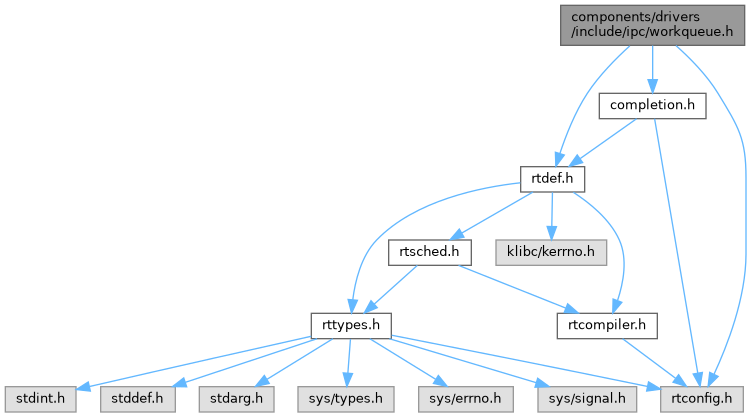 components/drivers
/include/ipc/workqueue.h
completion.h
rtdef.h
rtsched.h
klibc/kerrno.h
rttypes.h
rtcompiler.h
stdint.h
stddef.h
stdarg.h
sys/types.h
sys/errno.h
sys/signal.h
rtconfig.h